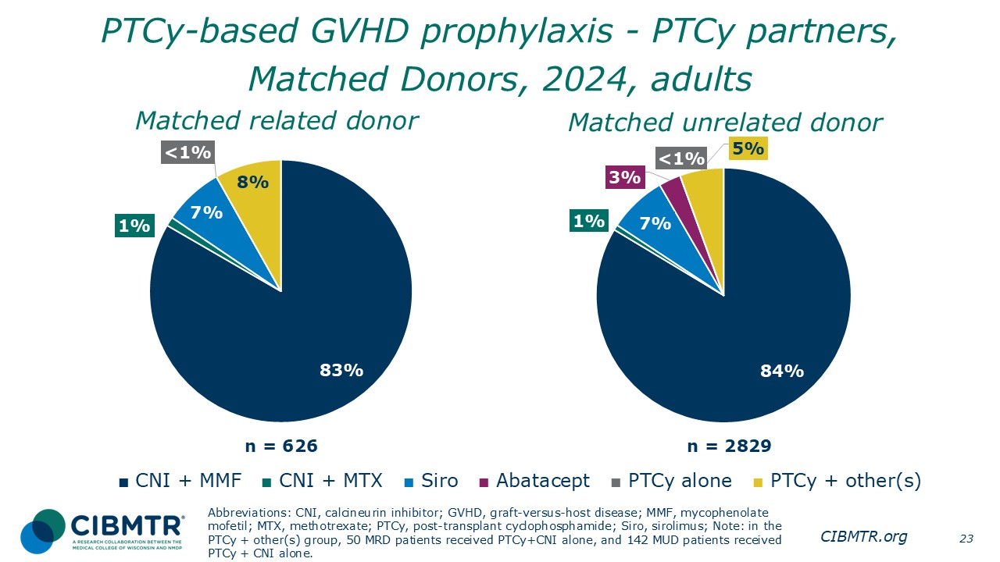 PTCy-based GVHD prophylaxis - PTCy partners,
Matched Donors, 2024, adults
Matched related donor
<1%
8%
7%
1%
83%
n = 626
Matched unrelated donor
5%
<1%
3%
1%
7%
84%
n = 2829
CNI + MMF CNI + MTX Siro Abatacept PTCy alone PTCy + other(s)
CIBMTR®
A RESEARCH COLLABORATION BETWEEN THE
MEDICAL COLLEGE OF WISCONSIN AND NMDP
Abbreviations: CNI, calcineurin inhibitor; GVHD, graft-versus-host disease; MMF, mycophenolate
mofetil; MTX, methotrexate; PTCy, post-transplant cyclophosphamide; Siro, sirolimus; Note: in the
PTCy + other(s) group, 50 MRD patients received PTCy+CNI alone, and 142 MUD patients received
PTCy + CNI alone.
CIBMTR.org
23